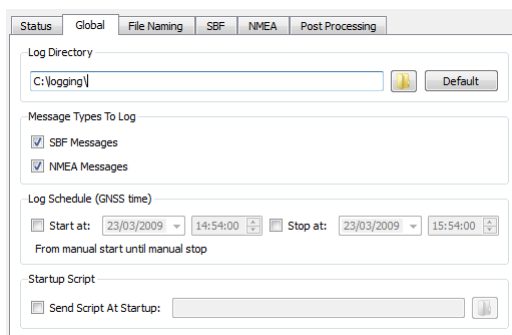 Status Global File Naming SBF NMEA Post Processing
Log Directory
C:\logging\ Default
Message Types To Log
SBF Messages
NMEA Messages
Log Schedule (GNSS time)
Start at: 23/03/2009 14:54:00 Stop at: 23/03/2009 15:54:00
From manual start until manual stop
Startup Script
Send Script At Startup: